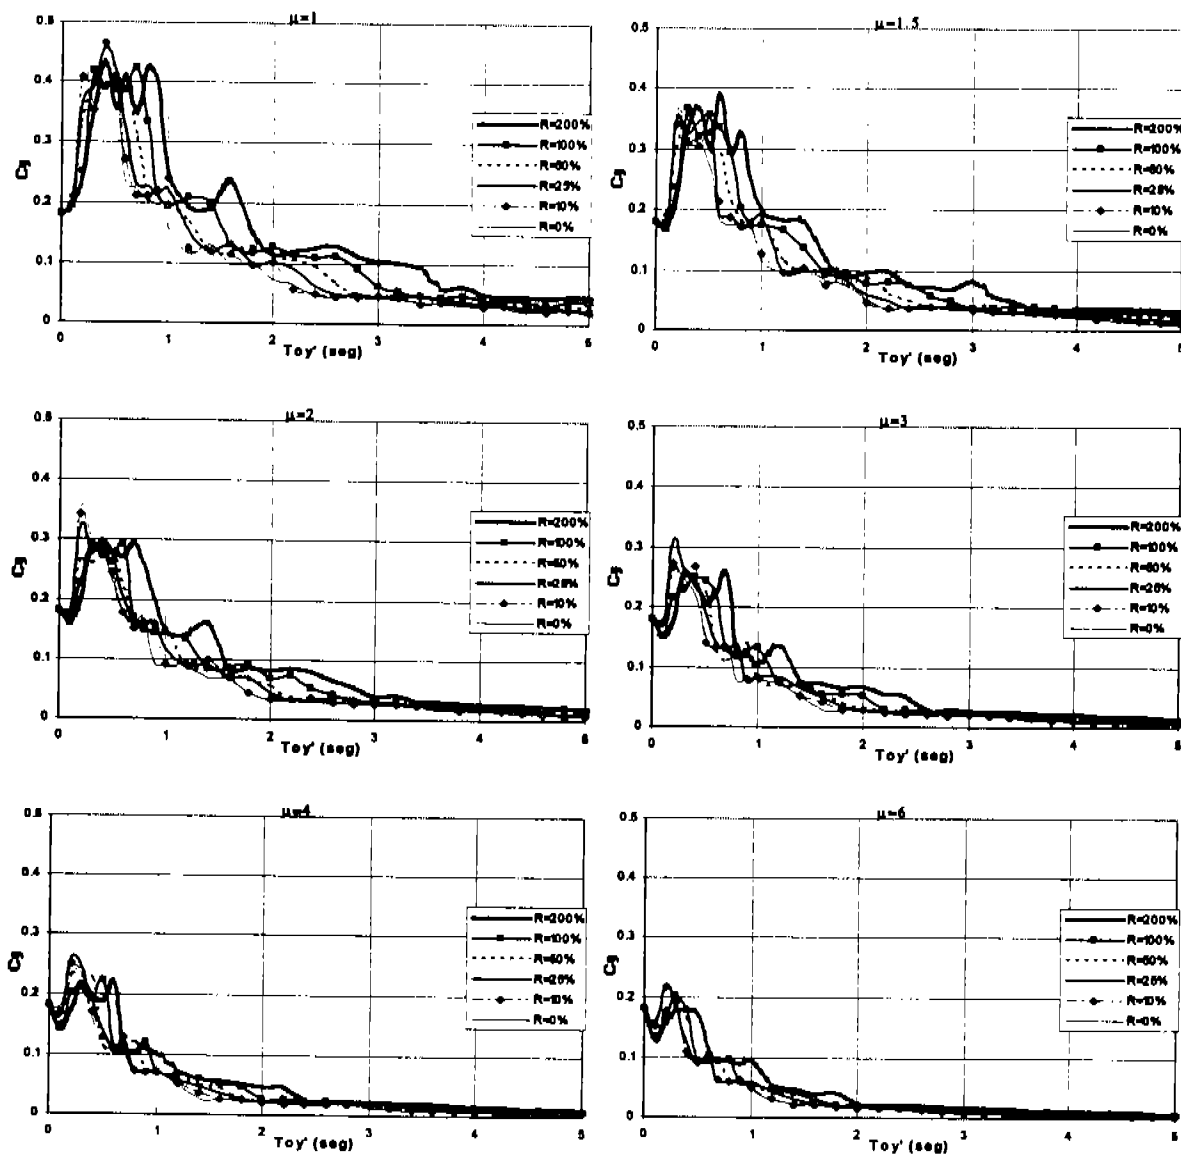 μ=1
0.5
0.4
0.3
0.2
0.1
0
Cij
R=200%
R=100%
R=50%
R=25%
R=10%
R=0%
0 1 2 3 4 5
Toy' (seg)
μ=1.5
0.5
0.4
0.3
0.2
0.1
0
Cij
R=200%
R=100%
R=50%
R=25%
R=10%
R=0%
0 1 2 3 4 5
Toy' (seg)
μ=2
0.5
0.4
0.3
0.2
0.1
0
Cij
R=200%
R=100%
R=50%
R=25%
R=10%
R=0%
0 1 2 3 4 5
Toy' (seg)
μ=3
0.5
0.4
0.3
0.2
0.1
0
Cij
R=200%
R=100%
R=50%
R=25%
R=10%
R=0%
0 1 2 3 4 5
Toy' (seg)
μ=4
0.5
0.4
0.3
0.2
0.1
0
Cij
R=200%
R=100%
R=50%
R=25%
R=10%
R=0%
0 1 2 3 4 5
Toy' (seg)
μ=6
0.5
0.4
0.3
0.2
0.1
0
Cij
R=200%
R=100%
R=50%
R=25%
R=10%
R=0%
0 1 2 3 4 5
Toy' (seg)